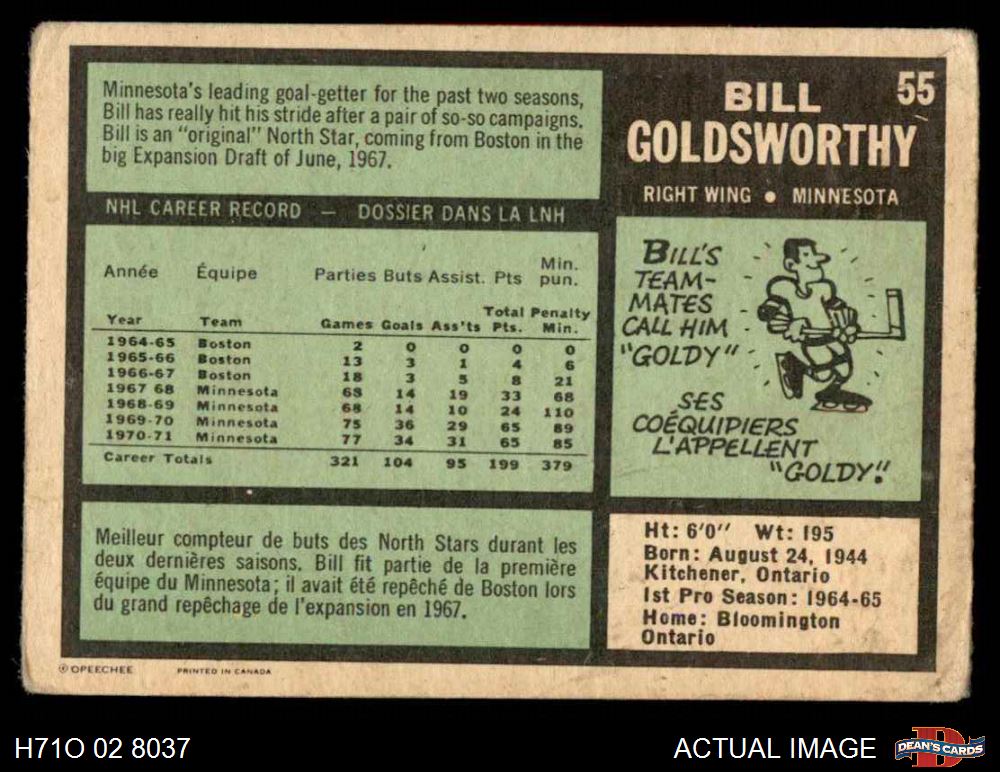 Minnesota's leading goal-getter for the past two seasons,
Bill has really hit his stride after a pair of so-so campaigns.
Bill is an "original" North Star, coming from Boston in the
big Expansion Draft of June, 1967.
55
BILL
GOLDSWORTHY
RIGHT WING • MINNESOTA
NHL CAREER RECORD — DOSSIER DANS LA LNH
Année Équipe Parties Buts Assist. Pts Min. pun.
Year Team Games Goals Ass'ts Total Pts. Penalty Min.
1964-65 Boston 2 0 0 0 0
1965-66 Boston 13 3 1 4 6
1966-67 Boston 18 3 5 8 21
1967 68 Minnesota 68 14 19 33 68
1968-69 Minnesota 68 14 10 24 110
1969-70 Minnesota 75 36 29 65 89
1970-71 Minnesota 77 34 31 65 85
Career Totals 321 104 95 199 379
BILL'S
TEAM-
MATES
CALL HIM
"GOLDY"
SES
COÉQUIPIERS
L'APPELLENT
"GOLDY"!
Meilleur compteur de buts des North Stars durant les
deux dernières saisons. Bill fit partie de la première
équipe du Minnesota; il avait été repêché de Boston lors
du grand repêchage de l'expansion en 1967.
Ht: 6'0" Wt: 195
Born: August 24, 1944
Kitchener, Ontario
1st Pro Season: 1964-65
Home: Bloomington
Ontario
© OPEECHEE PRINTED IN CANADA
H71O 02 8037
ACTUAL IMAGE
D
DEAN'S CARDS